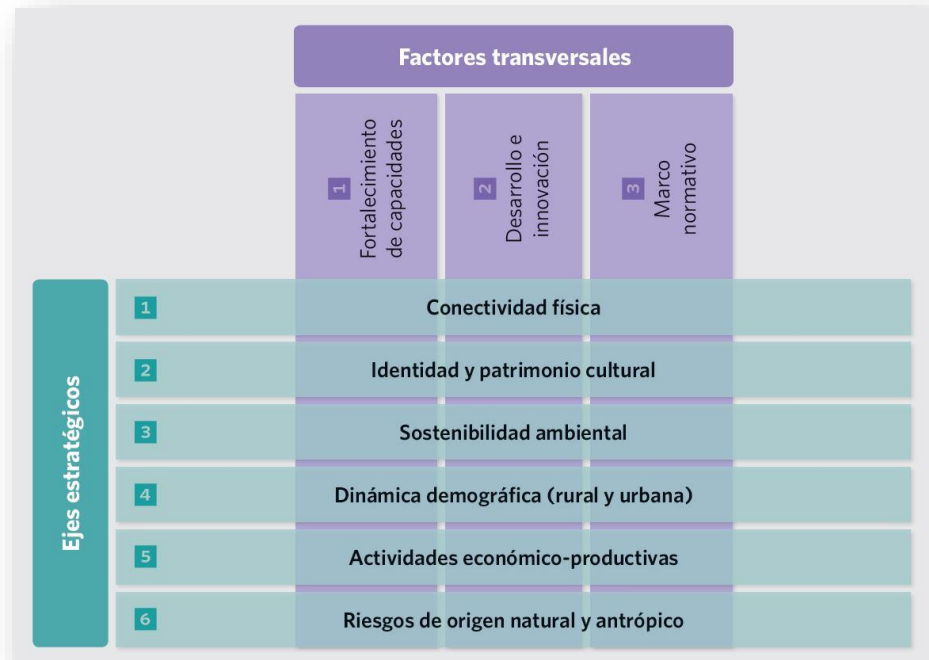 Factores transversales
1
Fortalecimiento
de capacidades
2
Desarrollo e
innovación
3
Marco
normativo
Ejes estratégicos
1
Conectividad física
2
Identidad y patrimonio cultural
3
Sostenibilidad ambiental
4
Dinámica demográfica (rural y urbana)
5
Actividades económico-productivas
6
Riesgos de origen natural y antrópico